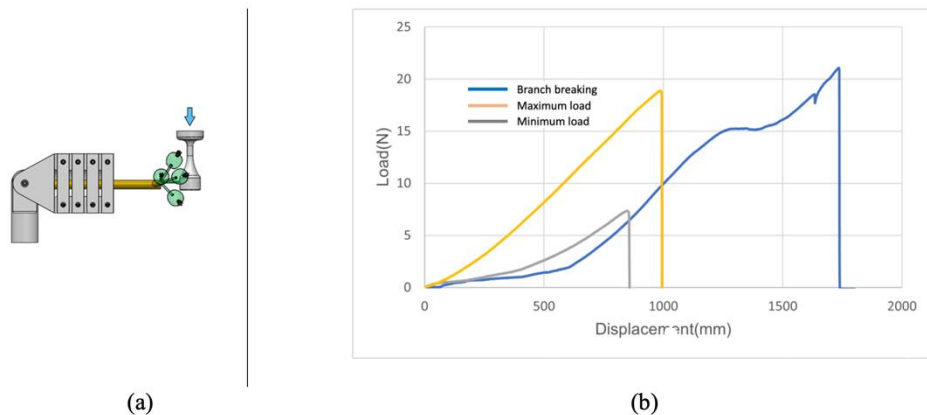 25
20
15
10
5
0
Load(N)
Branch breaking
Maximum load
Minimum load
0 500 1000 1500 2000
Displacement(mm)
(a) (b)